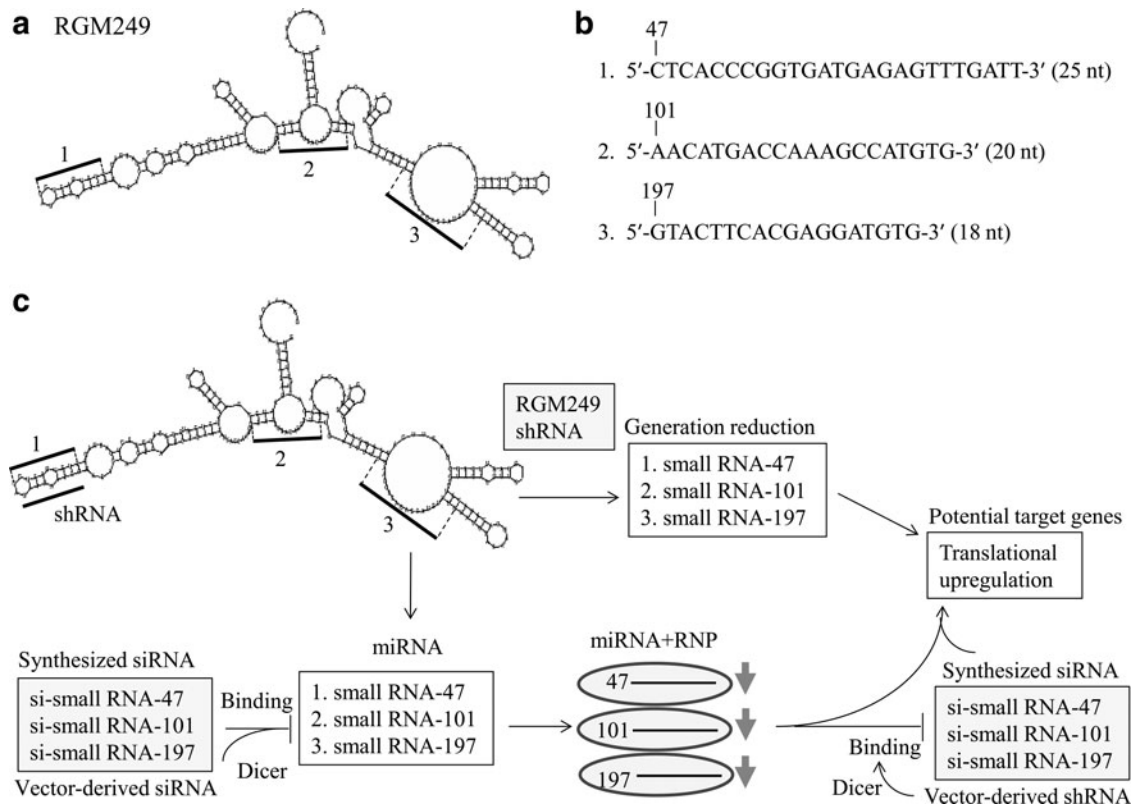 a RGM249
1
2
3
b
47
1. 5′-CTCACCCGGTGATGAGAGTTTGATT-3′ (25 nt)
101
2. 5′-AACATGACCAAAGCCATGTG-3′ (20 nt)
197
3. 5′-GTACTTCACGAGGATGTG-3′ (18 nt)
c
1
shRNA
2
3
RGM249
shRNA
Generation reduction
1. small RNA-47
2. small RNA-101
3. small RNA-197
Potential target genes
Translational
upregulation
Synthesized siRNA
si-small RNA-47
si-small RNA-101
si-small RNA-197
Vector-derived siRNA
Binding
Dicer
miRNA
1. small RNA-47
2. small RNA-101
3. small RNA-197
miRNA+RNP
47
101
197
Binding
Dicer
Synthesized siRNA
si-small RNA-47
si-small RNA-101
si-small RNA-197
Vector-derived shRNA